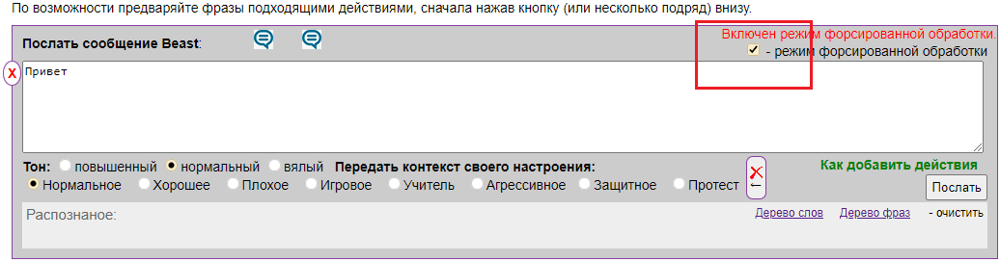 По возможности предваряйте фразы подходящими действиями, сначала нажав кнопку (или несколько подряд) внизу.
Послать сообщение Beast:
Включен режим форсированной обработки.
- режим форсированной обработки
X
Привет
Тон: повышенный нормальный вялый Передать контекст своего настроения:
Как добавить действия
Нормальное Хорошее Плохое Игровое Учитель Агрессивное Защитное Протест
X
←
Послать
Распознаное:
Дерево слов Дерево фраз - очистить